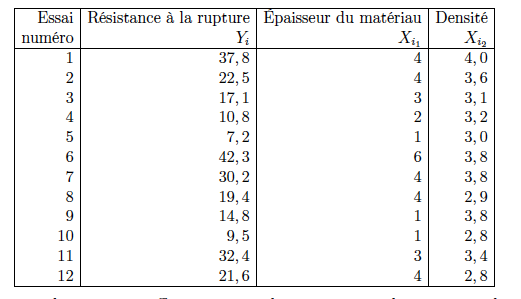 Essai Résistance à la rupture Épaisseur du matériau Densité
numéro Y_i X_{i_1} X_{i_2}
1 37,8 4 4,0
2 22,5 4 3,6
3 17,1 3 3,1
4 10,8 2 3,2
5 7,2 1 3,0
6 42,3 6 3,8
7 30,2 4 3,8
8 19,4 4 2,9
9 14,8 1 3,8
10 9,5 1 2,8
11 32,4 3 3,4
12 21,6 4 2,8